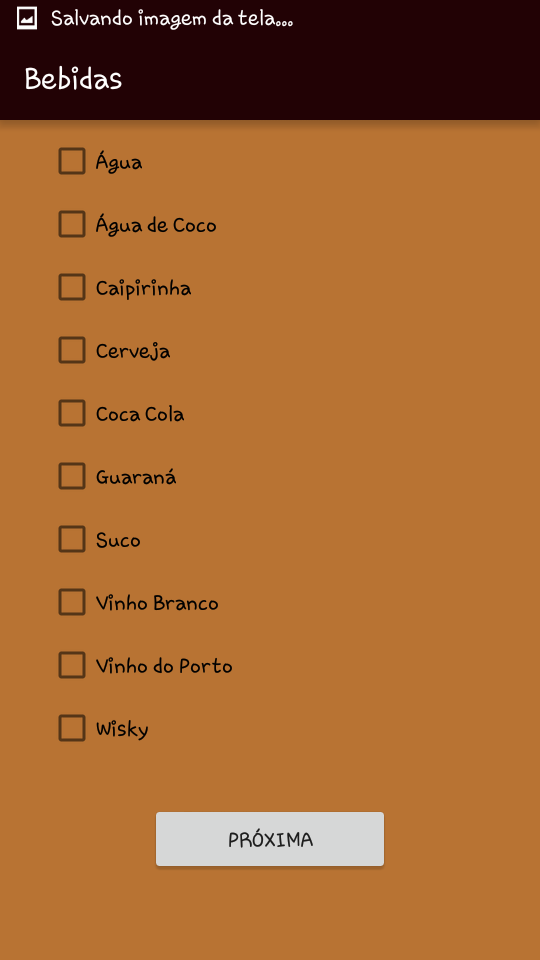 Salvando imagem da tela...
Bebidas
Água
Água de Coco
Caipirinha
Cerveja
Coca Cola
Guaraná
Suco
Vinho Branco
Vinho do Porto
Wisky
PRÓXIMA